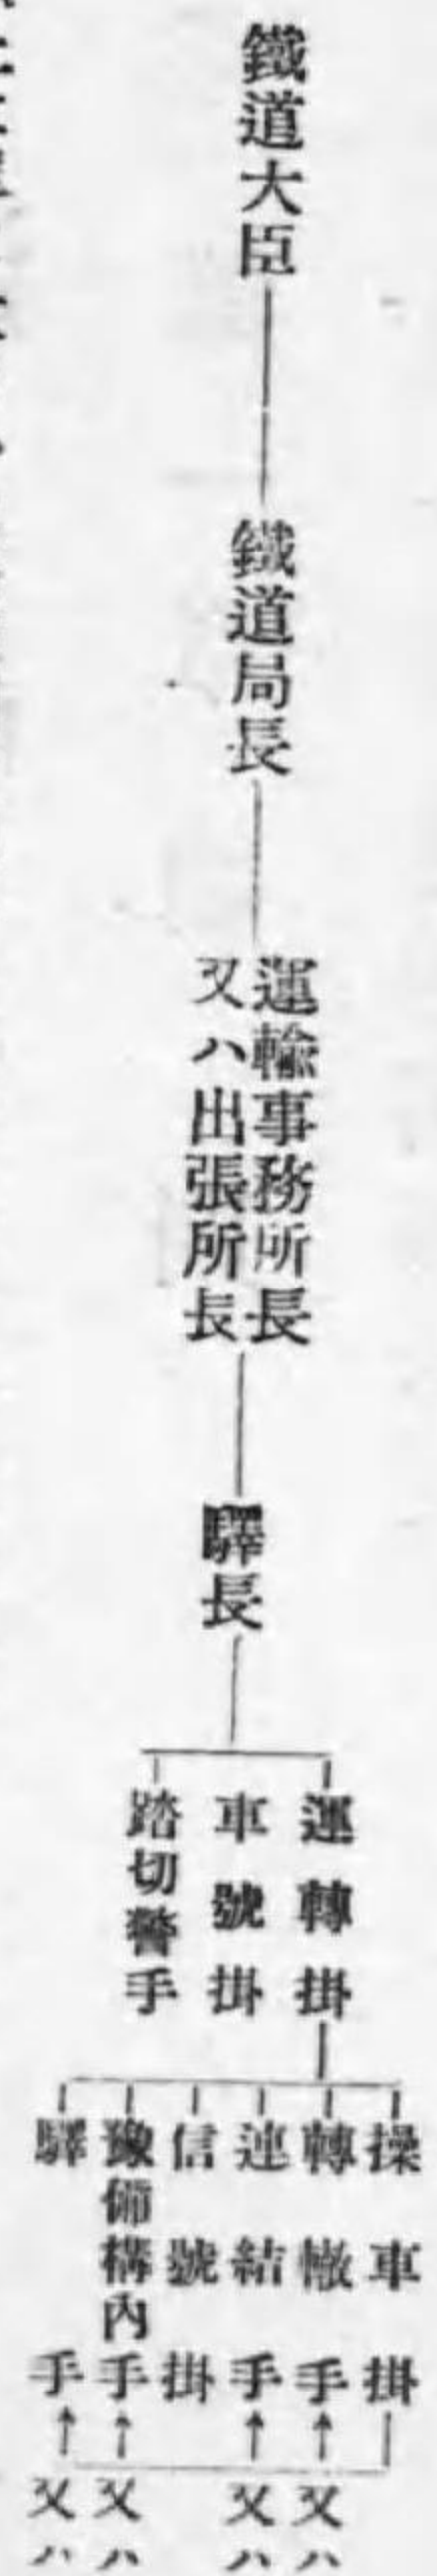 鐵道大臣
鐵道局長
運輸事務所長
又ハ出張所長
驛長
運轉掛
車號掛
踏切警手
操車掛
轉轍手
連結手
信號掛
豫備構內手
驛手
又ハ
又ハ
又ハ
又ハ